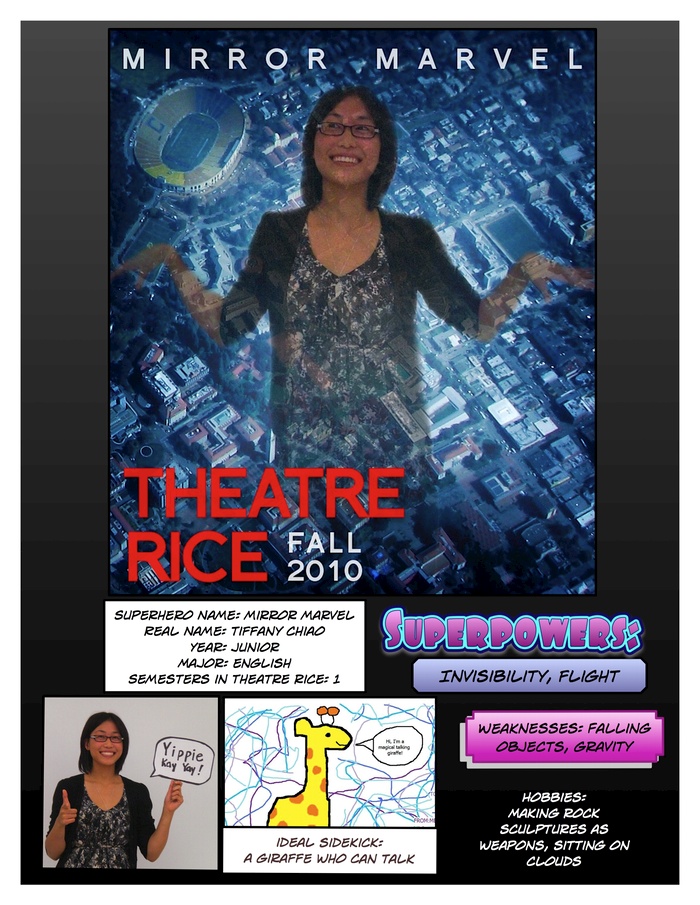 MIRROR MARVEL
THEATRE
RICE FALL
2010
SUPERHERO NAME: MIRROR MARVEL
REAL NAME: TIFFANY CHIAO
YEAR: JUNIOR
MAJOR: ENGLISH
SEMESTERS IN THEATRE RICE: 1
SUPERPOWERS:
INVISIBILITY, FLIGHT
WEAKNESSES: FALLING
OBJECTS, GRAVITY
Yippie
Kay Yay!
Hi, I'm a
magical talking
giraffe!
IDEAL SIDEKICK:
A GIRAFFE WHO CAN TALK
HOBBIES:
MAKING ROCK
SCULPTURES AS
WEAPONS, SITTING ON
CLOUDS